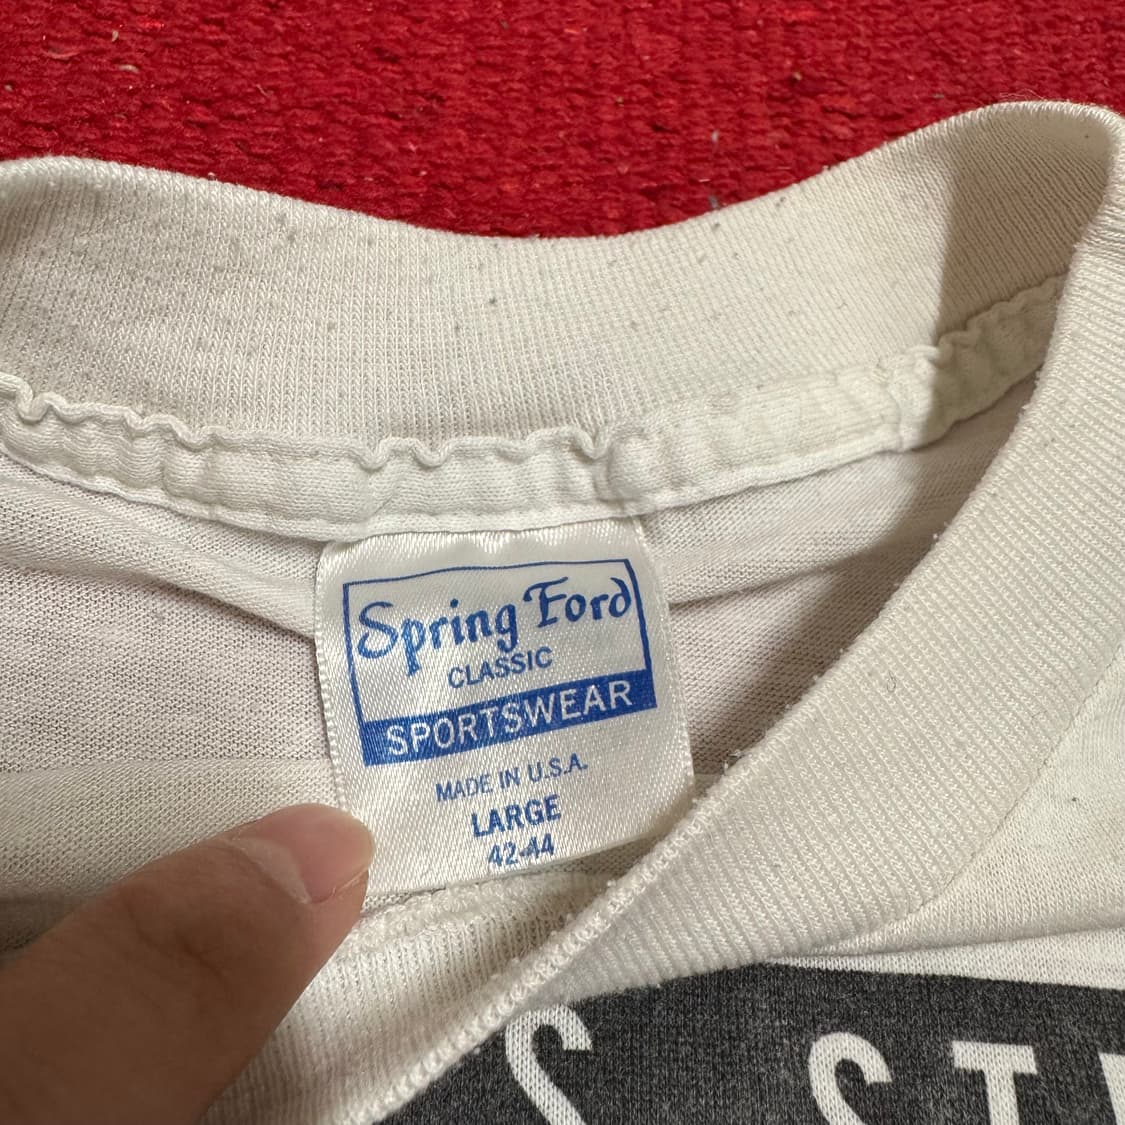 Spring Ford
CLASSIC
SPORTSWEAR
MADE IN U.S.A.
LARGE
42-44